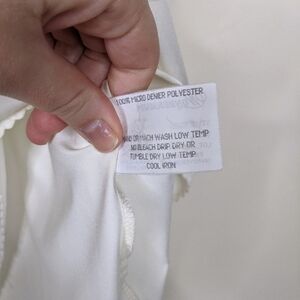 100% MICRO DENIER POLYESTER
HAND OR MACH WASH LOW TEMP
NO BLEACH DRIP DRY OR
TUMBLE DRY LOW TEMP
COOL IRON